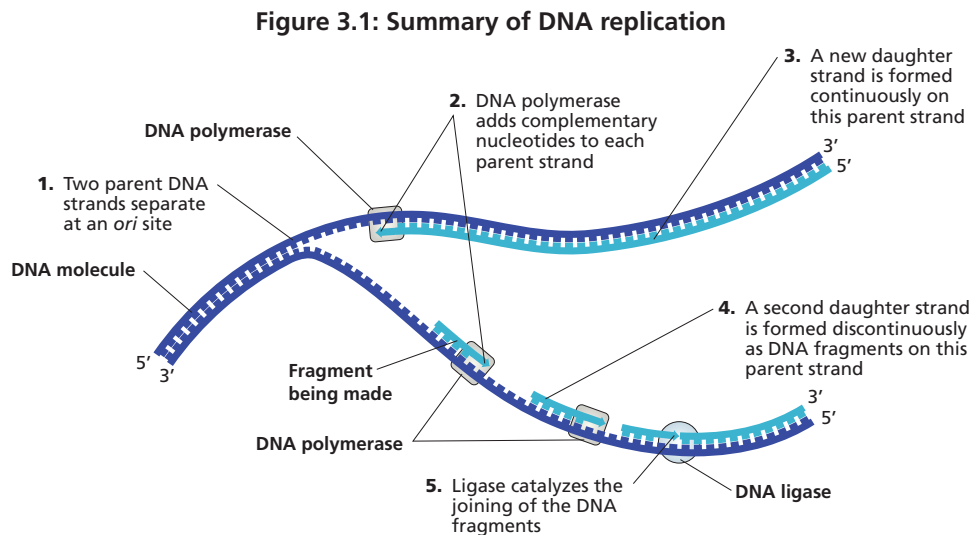 Figure 3.1: Summary of DNA replication
3. A new daughter
strand is formed
continuously on
this parent strand
2. DNA polymerase
adds complementary
nucleotides to each
parent strand
DNA polymerase
3’
5’
1. Two parent DNA
strands separate
at an ori site
DNA molecule
4. A second daughter strand
is formed discontinuously
as DNA fragments on this
parent strand
5’
3’
Fragment
being made
3’
5’
DNA polymerase
5. Ligase catalyzes the
joining of the DNA
fragments
DNA ligase